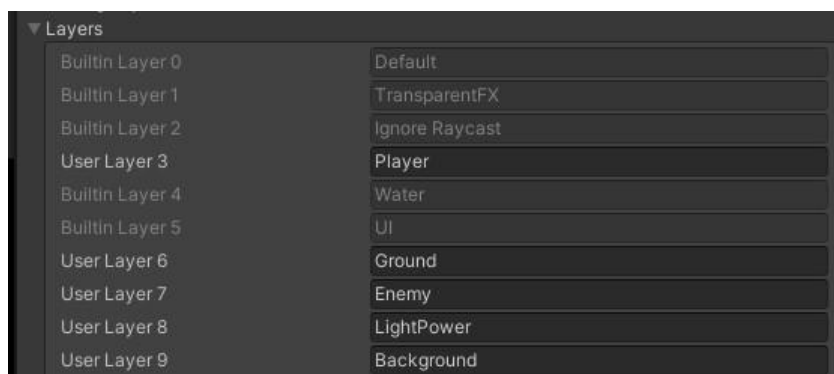 Layers
Builtin Layer 0 Default
Builtin Layer 1 TransparentFX
Builtin Layer 2 Ignore Raycast
User Layer 3 Player
Builtin Layer 4 Water
Builtin Layer 5 UI
User Layer 6 Ground
User Layer 7 Enemy
User Layer 8 LightPower
User Layer 9 Background